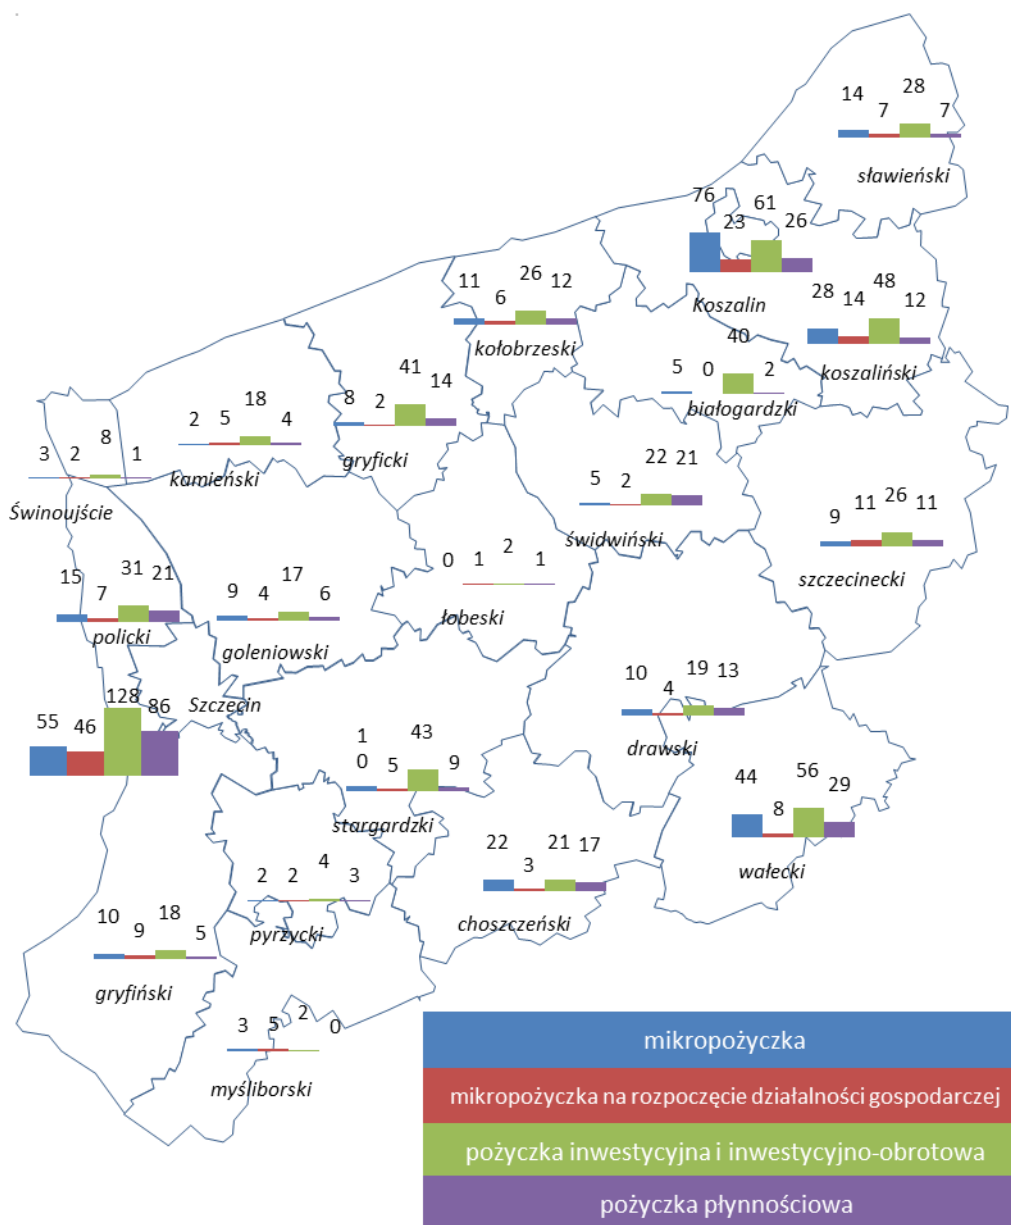 14 7 28 7
sławieński
76 23 61 26
Koszalin
28 14 48 12
koszaliński
11 6 26 12
kołobrzeski
5 0 40 2
białogardzki
8 2 41 14
gryficki
2 5 18 4
kamieński
3 2 8 1
Świnoujście
5 2 22 21
świdwiński
9 11 26 11
szczecinecki
0 1 2 1
łobeski
15 7 31 21
policki
9 4 17 6
goleniowski
Szczecin
55 46 128 86
10 4 19 13
drawski
1
0 5 43 9
stargardzki
44 8 56 29
wałecki
22 3 21 17
choszczeński
2 2 4 3
pyrzycki
10 9 18 5
gryfiński
3 5 2 0
myśliborski
mikropożyczka
mikropożyczka na rozpoczęcie działalności gospodarczej
pożyczka inwestycyjna i inwestycyjno-obrotowa
pożyczka płynnościowa